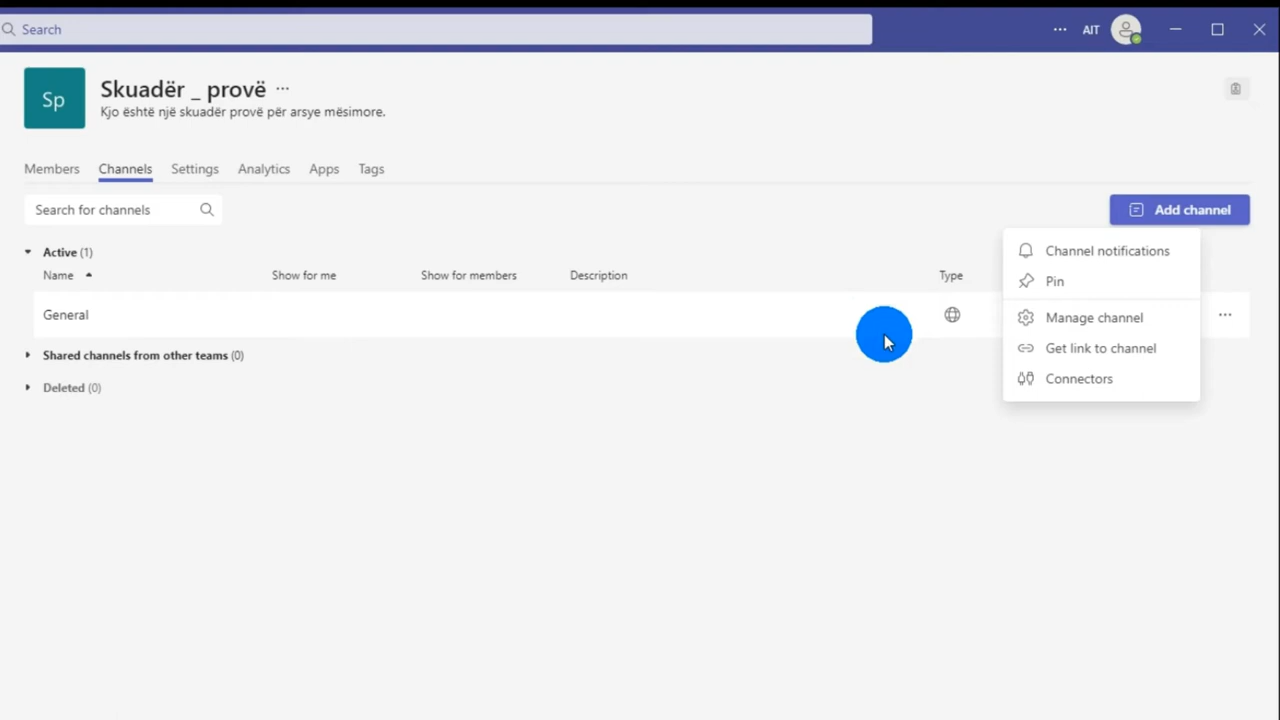 Search
AIT
Sp
Skuadër _ provë
Kjo është një skuadër provë për arsye mësimore.
Members Channels Settings Analytics Apps Tags
Search for channels
Add channel
Active (1)
Channel notifications
Name Show for me Show for members Description Type
Pin
General
Manage channel
Shared channels from other teams (0)
Get link to channel
Deleted (0)
Connectors